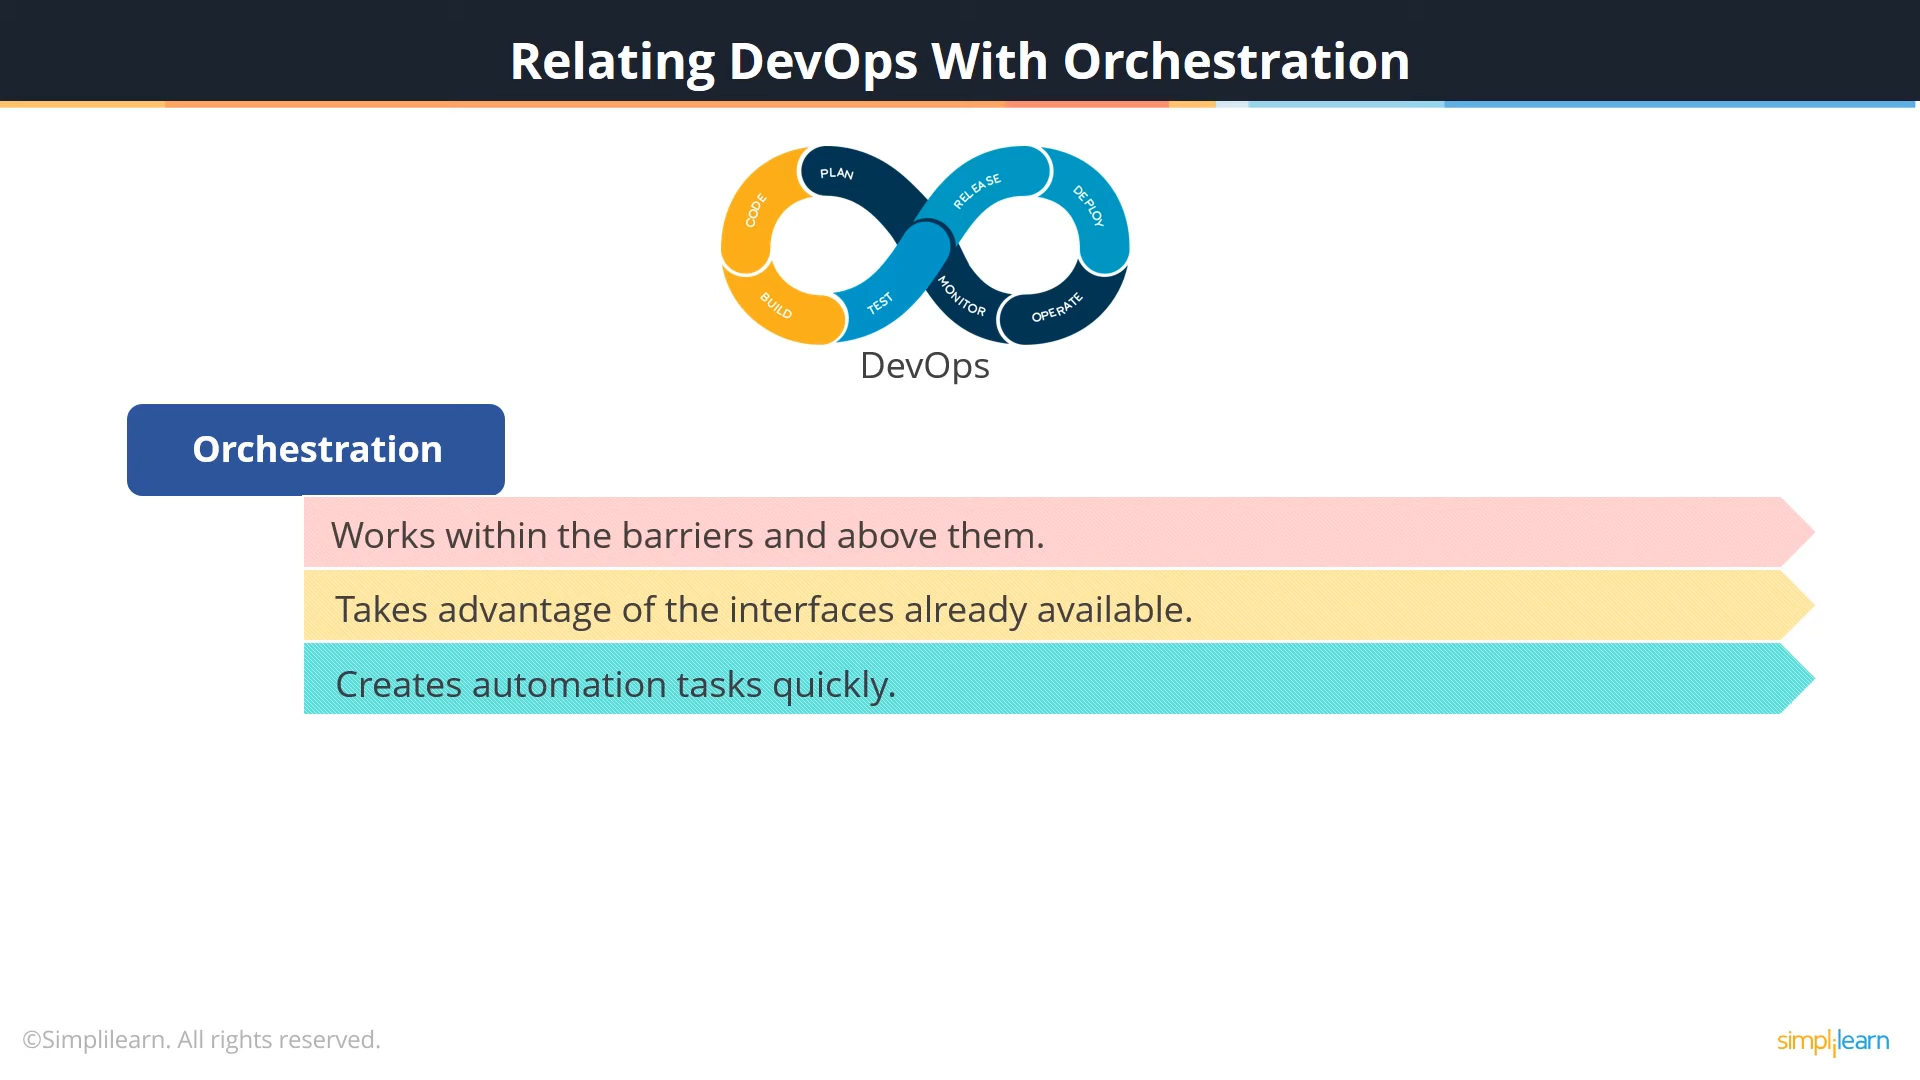 Relating DevOps With Orchestration
PLAN
CODE
BUILD
TEST
RELEASE
DEPLOY
OPERATE
MONITOR
DevOps
Orchestration
Works within the barriers and above them.
Takes advantage of the interfaces already available.
Creates automation tasks quickly.
©Simplilearn. All rights reserved.
simplilearn